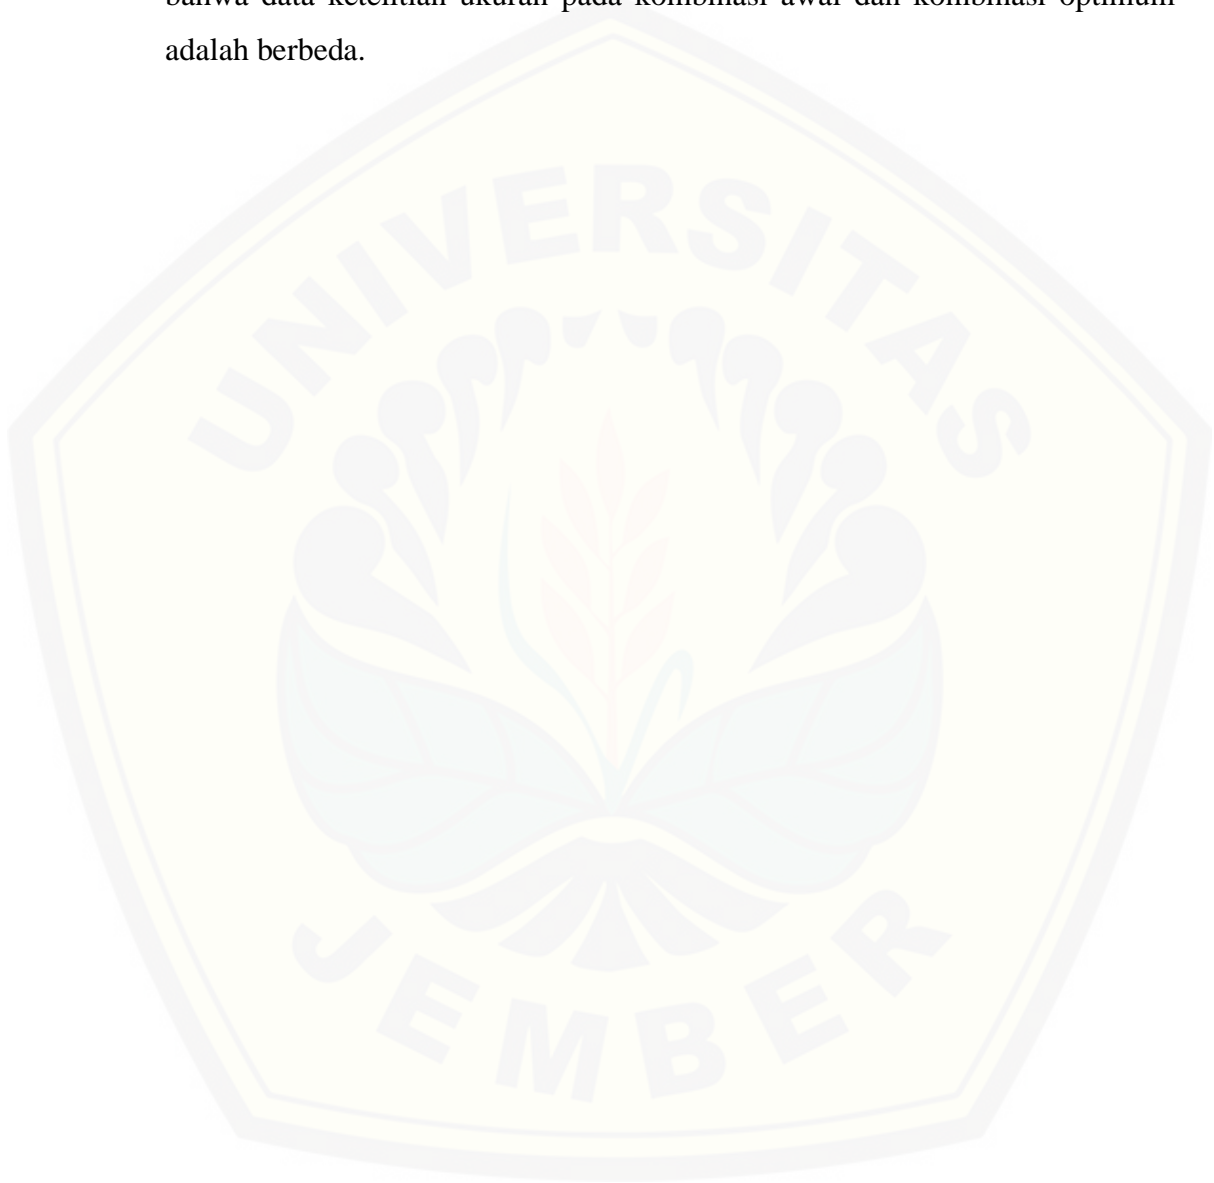 bahwa data ketelitian ukuran pada kombinasi awal dan kombinasi optimum
adalah berbeda.
UNIVERSITAS
JEMBER